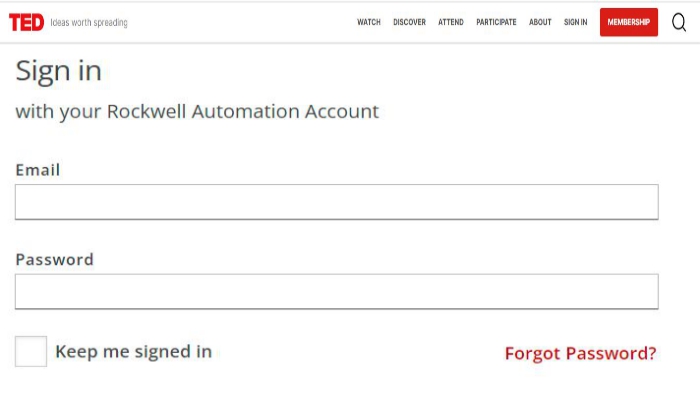 TED Ideas worth spreading WATCH DISCOVER ATTEND PARTICIPATE ABOUT SIGN IN MEMBERSHIP
Sign in
with your Rockwell Automation Account
Email
Password
Keep me signed in Forgot Password?